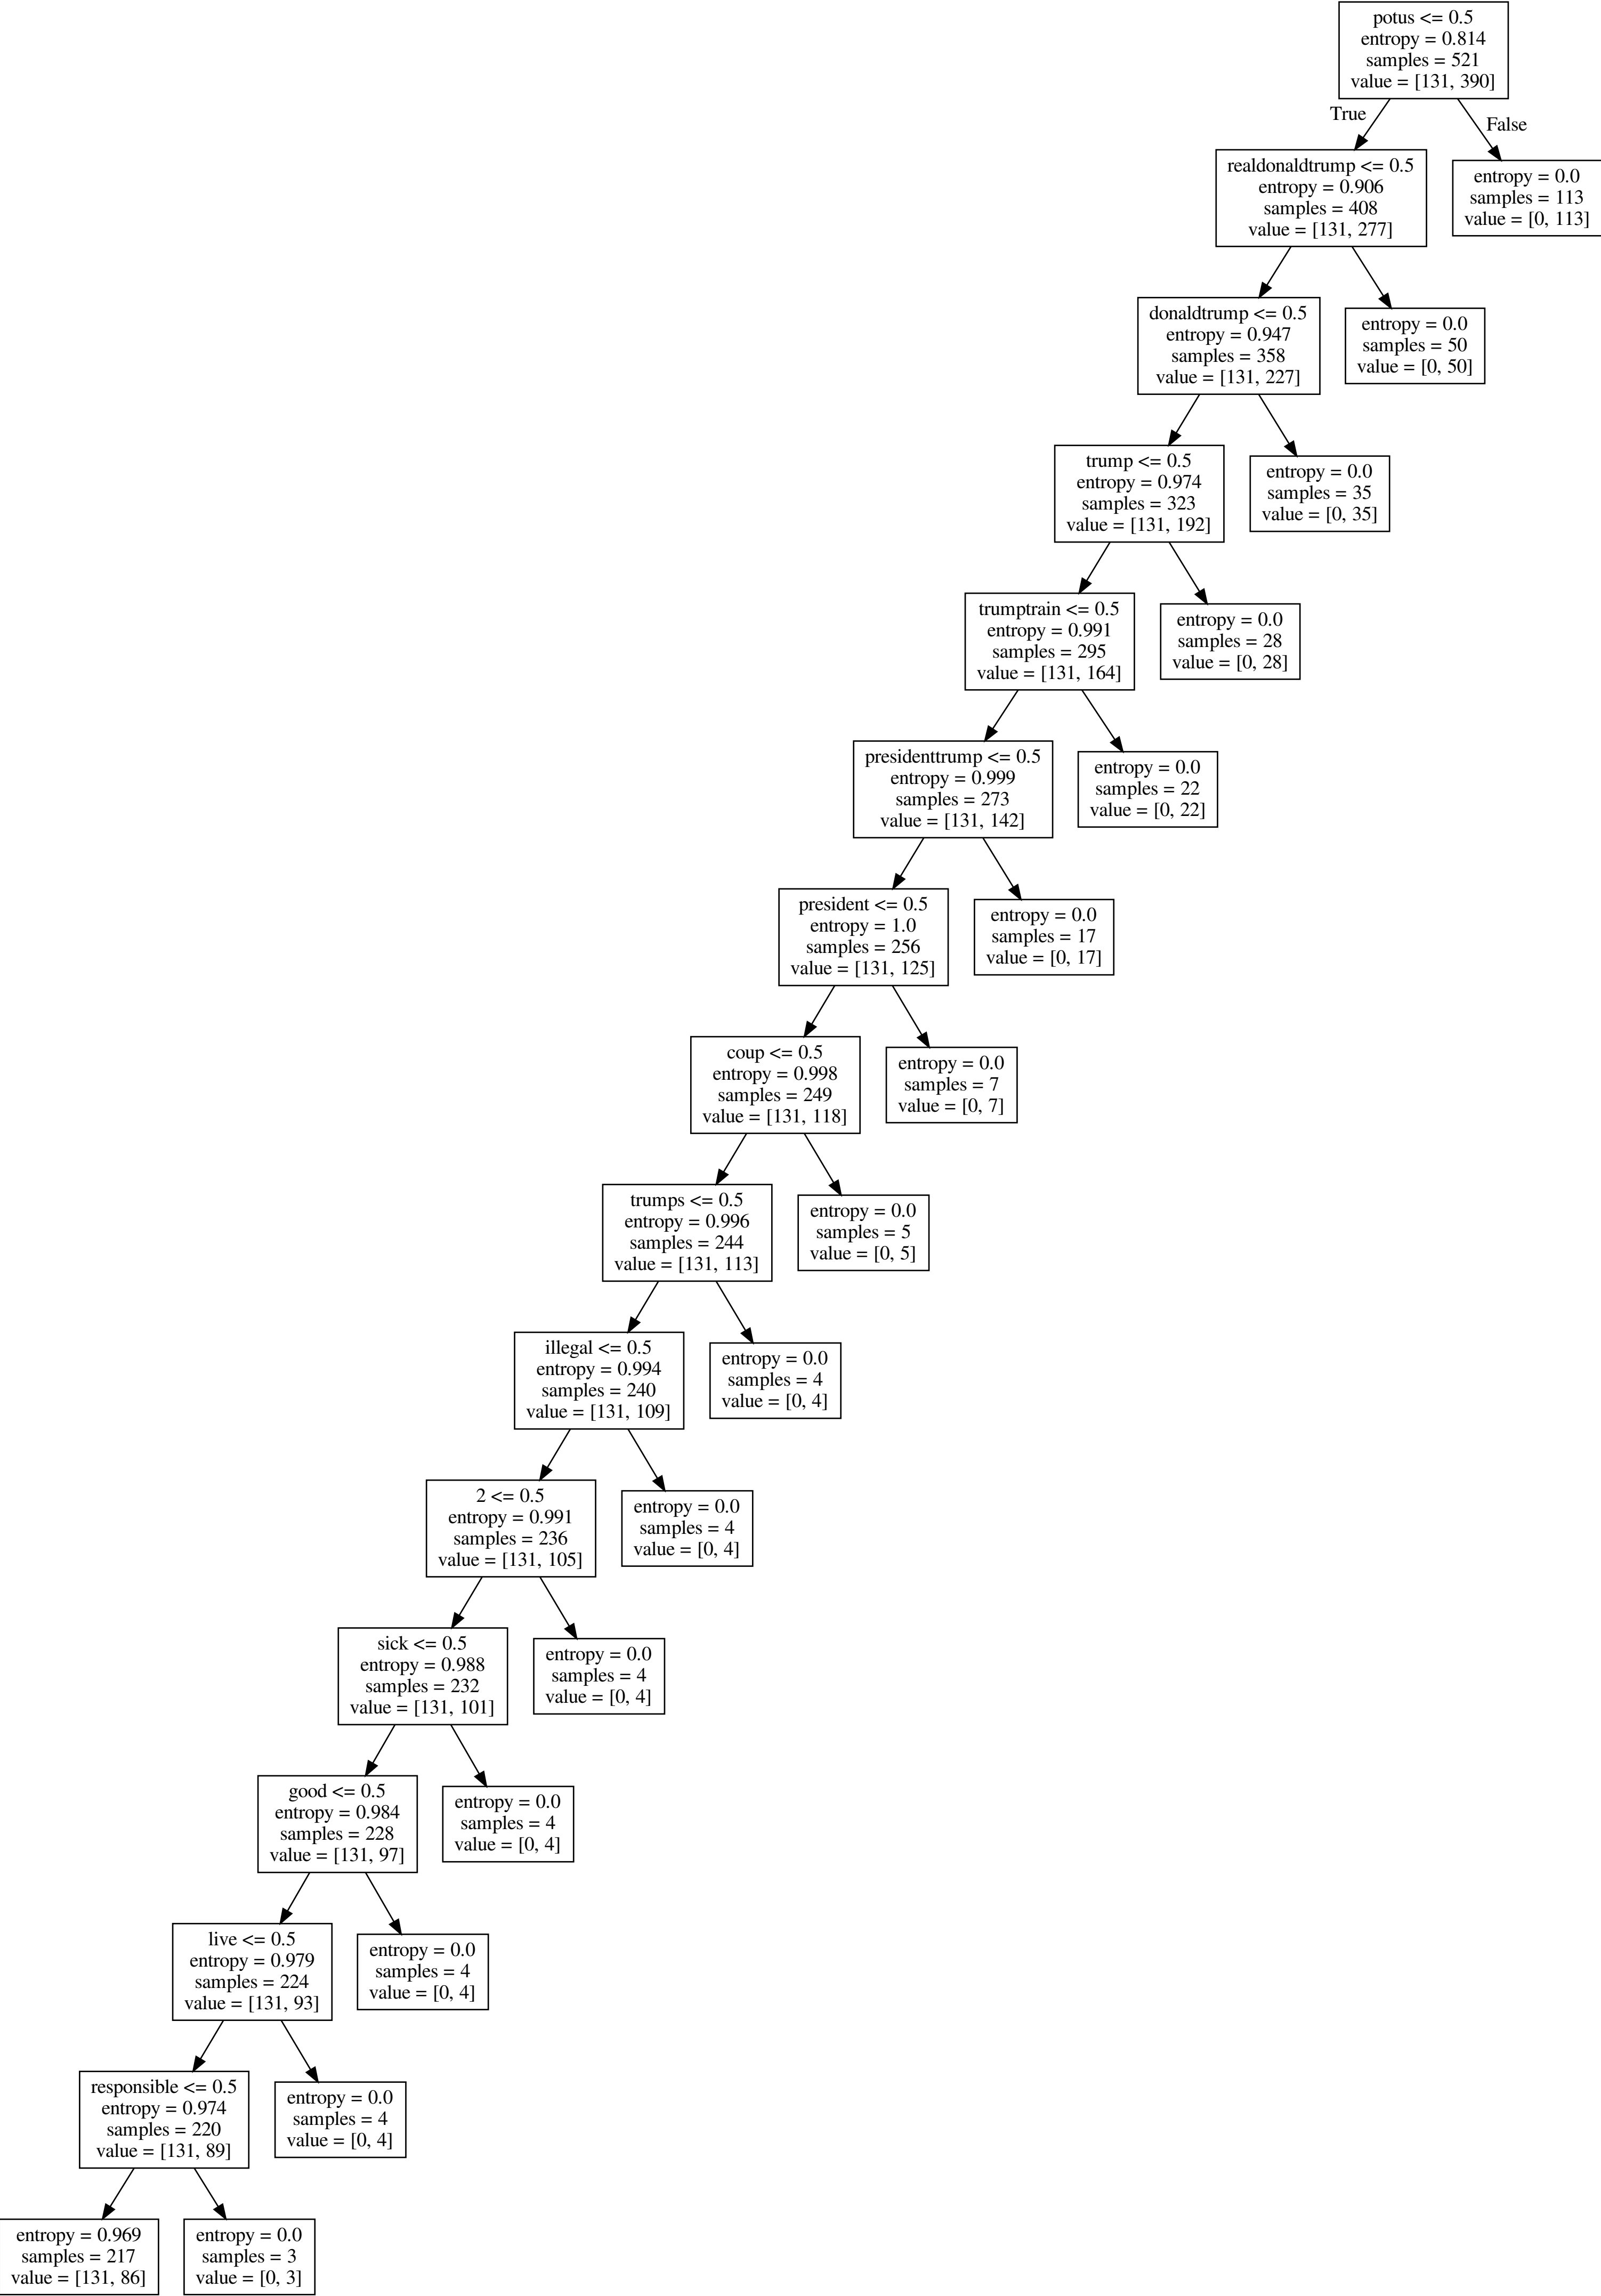 potus <= 0.5
entropy = 0.814
samples = 521
value = [131, 390]
True
False
realdonaldtrump <= 0.5
entropy = 0.906
samples = 408
value = [131, 277]
entropy = 0.0
samples = 113
value = [0, 113]
donaldtrump <= 0.5
entropy = 0.947
samples = 358
value = [131, 227]
entropy = 0.0
samples = 50
value = [0, 50]
trump <= 0.5
entropy = 0.974
samples = 323
value = [131, 192]
entropy = 0.0
samples = 35
value = [0, 35]
trumptrain <= 0.5
entropy = 0.991
samples = 295
value = [131, 164]
entropy = 0.0
samples = 28
value = [0, 28]
presidenttrump <= 0.5
entropy = 0.999
samples = 273
value = [131, 142]
entropy = 0.0
samples = 22
value = [0, 22]
president <= 0.5
entropy = 1.0
samples = 256
value = [131, 125]
entropy = 0.0
samples = 17
value = [0, 17]
coup <= 0.5
entropy = 0.998
samples = 249
value = [131, 118]
entropy = 0.0
samples = 7
value = [0, 7]
trumps <= 0.5
entropy = 0.996
samples = 244
value = [131, 113]
entropy = 0.0
samples = 5
value = [0, 5]
illegal <= 0.5
entropy = 0.994
samples = 240
value = [131, 109]
entropy = 0.0
samples = 4
value = [0, 4]
2 <= 0.5
entropy = 0.991
samples = 236
value = [131, 105]
entropy = 0.0
samples = 4
value = [0, 4]
sick <= 0.5
entropy = 0.988
samples = 232
value = [131, 101]
entropy = 0.0
samples = 4
value = [0, 4]
good <= 0.5
entropy = 0.984
samples = 228
value = [131, 97]
entropy = 0.0
samples = 4
value = [0, 4]
live <= 0.5
entropy = 0.979
samples = 224
value = [131, 93]
entropy = 0.0
samples = 4
value = [0, 4]
responsible <= 0.5
entropy = 0.974
samples = 220
value = [131, 89]
entropy = 0.0
samples = 4
value = [0, 4]
entropy = 0.969
samples = 217
value = [131, 86]
entropy = 0.0
samples = 3
value = [0, 3]